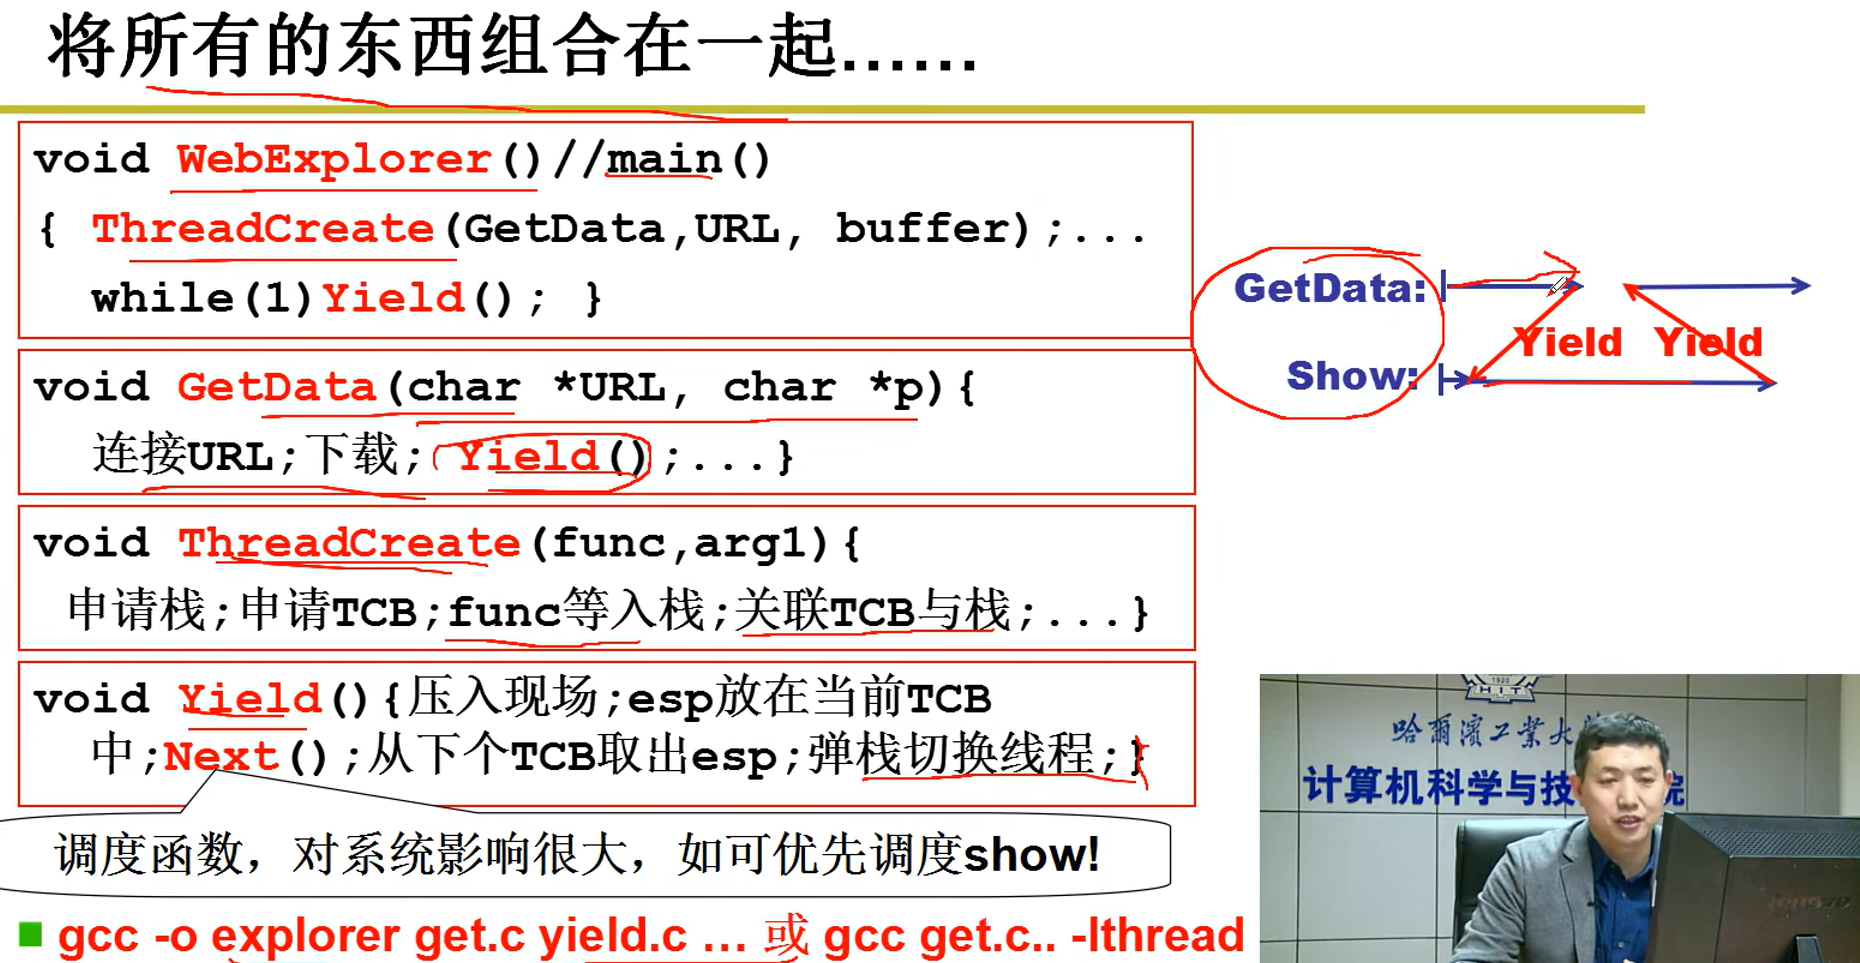 将所有的东西组合在一起......
void WebExplorer()//main()
{ ThreadCreate(GetData,URL, buffer);...
while(1)Yield(); }
void GetData(char *URL, char *p){
连接URL;下载; Yield();...}
void ThreadCreate(func,arg1){
申请栈;申请TCB;func等入栈;关联TCB与栈;...}
void Yield(){压入现场;esp放在当前TCB
中;Next();从下个TCB取出esp;弹栈切换线程;}
调度函数，对系统影响很大，如可优先调度show!
gcc -o explorer get.c yield.c ... 或 gcc get.c.. -lthread
GetData:
Yield Yield
Show:
1920
HIT
哈尔滨工业大
计算机科学与技 院